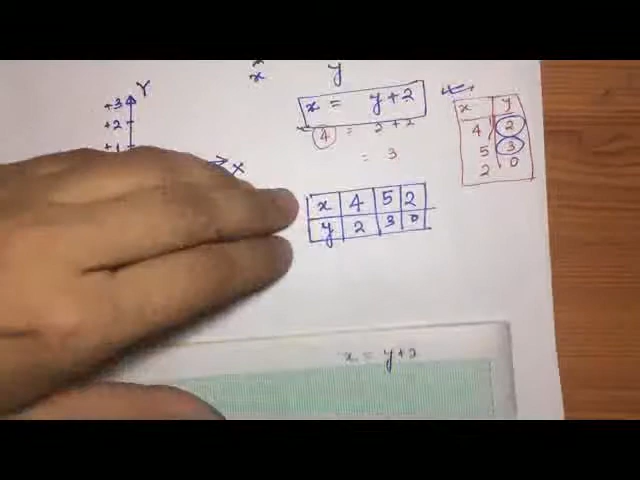 Y
+3
+2
+1
X
x
y
x = y+2
4 = 2 + 2
= 3
x y
4 2
5 3
2 0
x 4 5 2
y 2 3 0
x = y+2